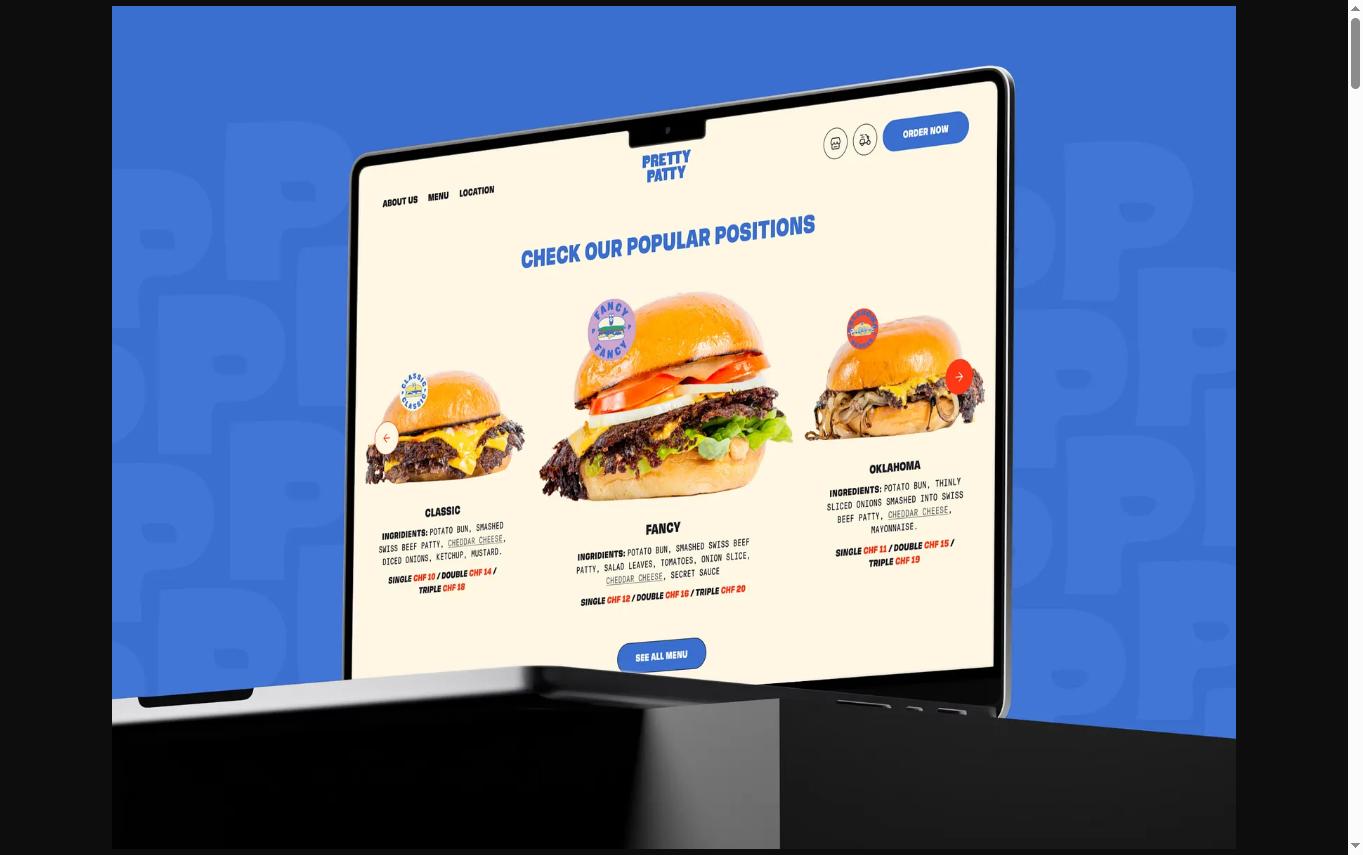 PRETTY
PATTY
ABOUT US MENU LOCATION
ORDER NOW
CHECK OUR POPULAR POSITIONS
CLASSIC
CLASSIC
CLASSIC
INGRIDIENTS: POTATO BUN, SMASHED
SWISS BEEF PATTY, CHEDDAR CHEESE,
DICED ONIONS, KETCHUP, MUSTARD.
SINGLE CHF 10 / DOUBLE CHF 14 /
TRIPLE CHF 18
FANCY
FANCY
FANCY
INGRIDIENTS: POTATO BUN, SMASHED SWISS BEEF
PATTY, SALAD LEAVES, TOMATOES, ONION SLICE,
CHEDDAR CHEESE, SECRET SAUCE
SINGLE CHF 12 / DOUBLE CHF 16 / TRIPLE CHF 20
OKLAHOMA
INGREDIENTS: POTATO BUN, THINLY
SLICED ONIONS SMASHED INTO SWISS
BEEF PATTY, CHEDDAR CHEESE,
MAYONNAISE.
SINGLE CHF 11 / DOUBLE CHF 15 /
TRIPLE CHF 19
SEE ALL MENU